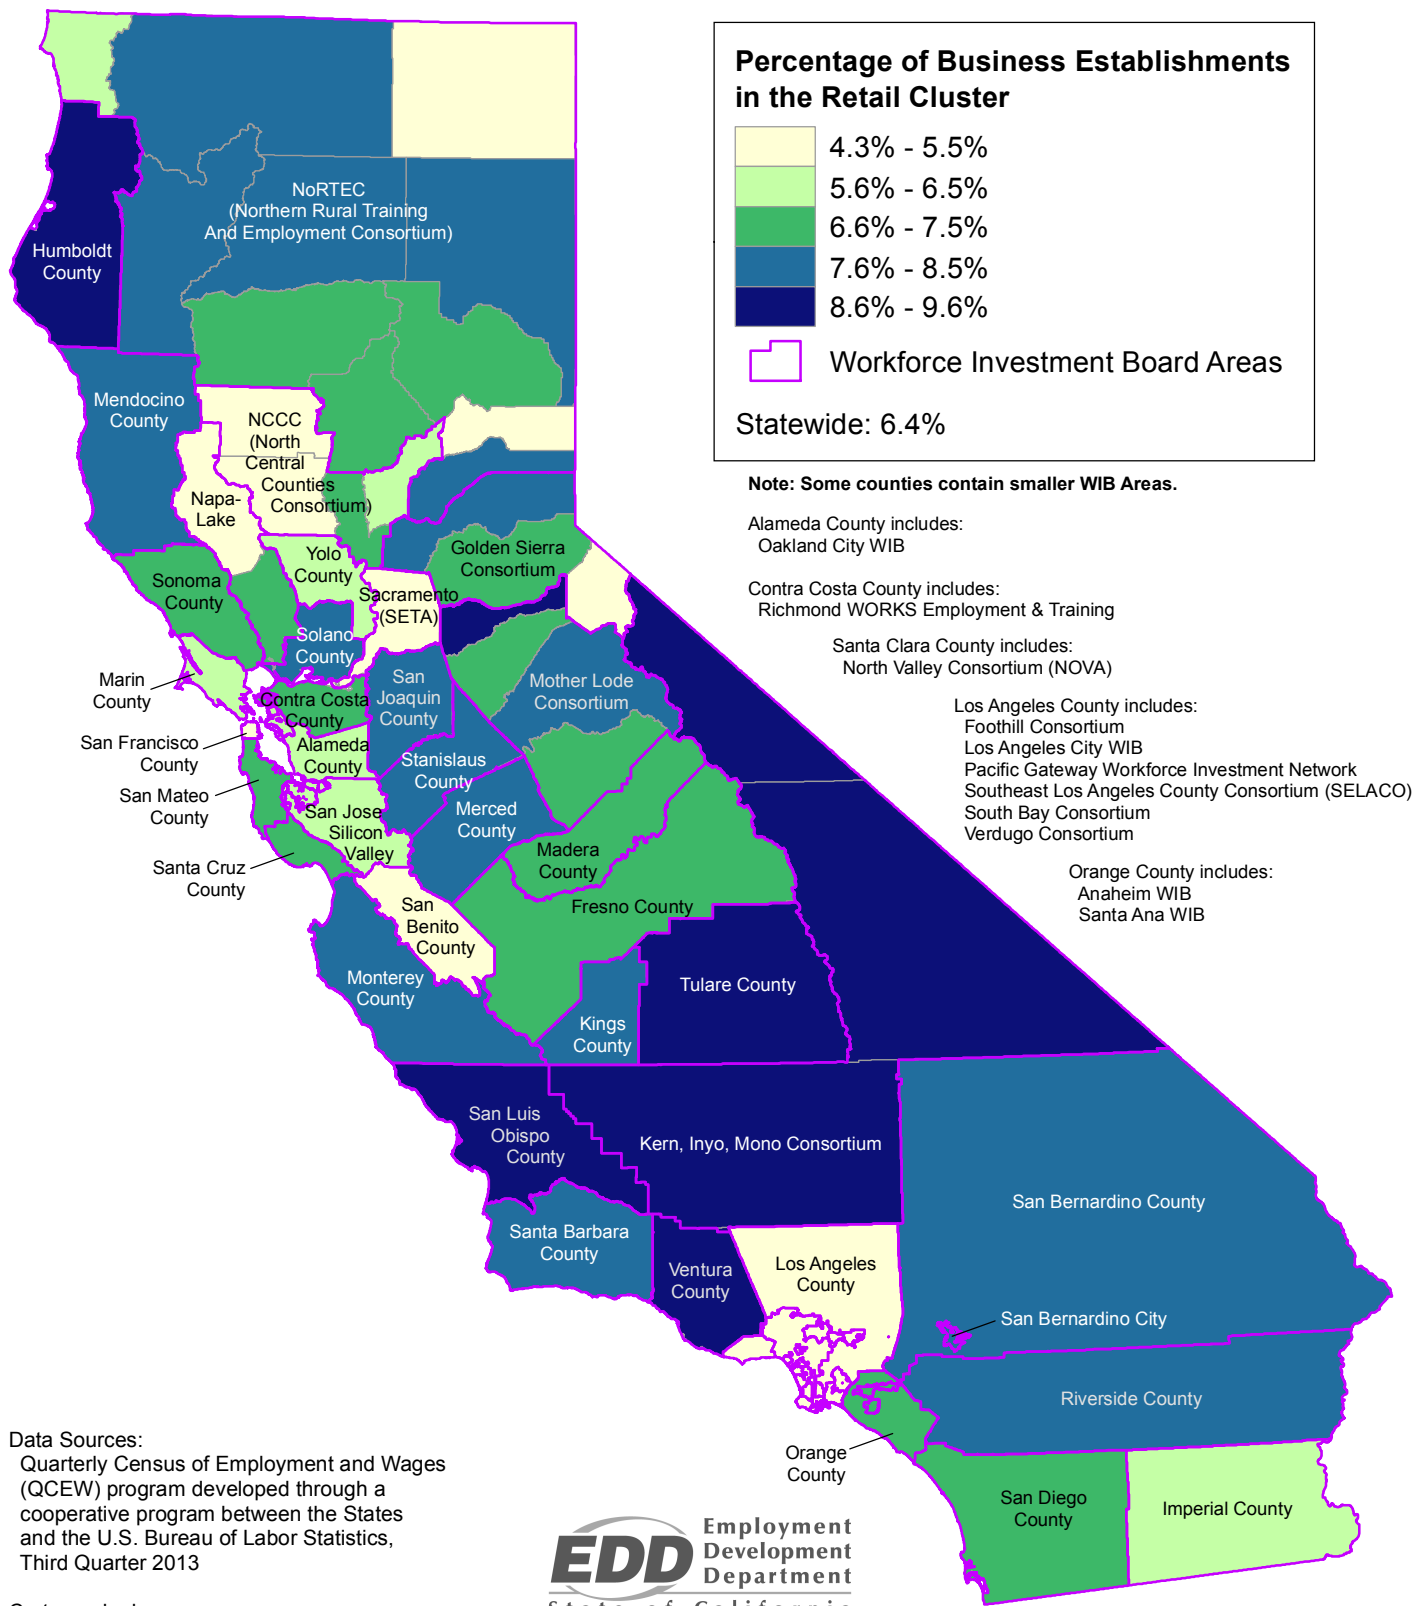 Percentage of Business Establishments
in the Retail Cluster
4.3% - 5.5%
5.6% - 6.5%
6.6% - 7.5%
7.6% - 8.5%
8.6% - 9.6%
Workforce Investment Board Areas
Statewide: 6.4%
Note: Some counties contain smaller WIB Areas.
Alameda County includes:
Oakland City WIB
Contra Costa County includes:
Richmond WORKS Employment & Training
Santa Clara County includes:
North Valley Consortium (NOVA)
Los Angeles County includes:
Foothill Consortium
Los Angeles City WIB
Pacific Gateway Workforce Investment Network
Southeast Los Angeles County Consortium (SELACO)
South Bay Consortium
Verdugo Consortium
Orange County includes:
Anaheim WIB
Santa Ana WIB
NoRTEC
(Northern Rural Training
And Employment Consortium)
Humboldt
County
Mendocino
County
NCCC
(North
Central
Counties
Consortium)
Napa-
Lake
Yolo
County
Golden Sierra
Consortium
Sonoma
County
Sacramento
(SETA)
Solano
County
Marin
County
San
Joaquin
County
Mother Lode
Consortium
Contra Costa
County
San Francisco
County
Alameda
County
Stanislaus
County
San Mateo
County
San Jose
Silicon
Valley
Merced
County
Santa Cruz
County
Madera
County
San
Benito
County
Fresno County
Monterey
County
Tulare County
Kings
County
San Luis
Obispo
County
Kern, Inyo, Mono Consortium
San Bernardino County
Santa Barbara
County
Ventura
County
Los Angeles
County
San Bernardino City
Riverside County
Orange
County
San Diego
County
Imperial County
Data Sources:
Quarterly Census of Employment and Wages
(QCEW) program developed through a
cooperative program between the States
and the U.S. Bureau of Labor Statistics,
Third Quarter 2013
EDD
Employment
Development
Department
State of California